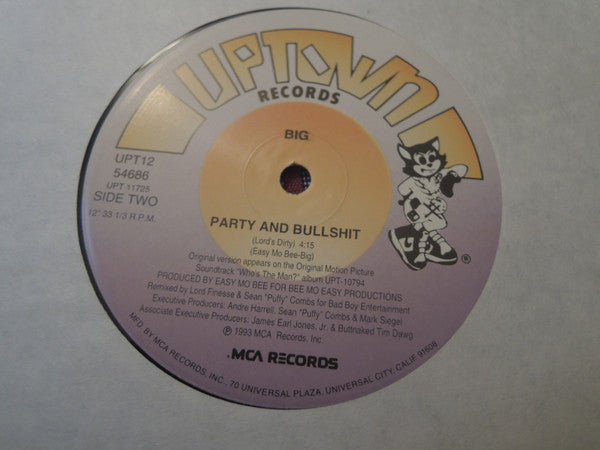 UPTOWN
RECORDS
BIG
UPT12
54686
UPT 11725
SIDE TWO
12" 33 1/3 R.P.M.
PARTY AND BULLSHIT
(Lord's Dirty) 4:15
(Easy Mo Bee-Big)
Original version appears on the Original Motion Picture
Soundtrack "Who's The Man?" album UPT-10794
PRODUCED BY EASY MO BEE FOR BEE MO EASY PRODUCTIONS
Remixed by Lord Finesse & Sean "Puffy" Combs for Bad Boy Entertainment
Executive Producers: Andre Harrell, Sean "Puffy" Combs & Mark Siegel
Associate Executive Producers: James Earl Jones, Jr. & Buttnaked Tim Dawg
℗1993 MCA Records, Inc.
MCA RECORDS
MFD. BY MCA RECORDS, INC., 70 UNIVERSAL PLAZA, UNIVERSAL CITY, CALIF. 91608
®